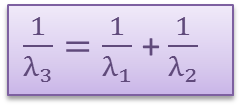 1/λ₃ = 1/λ₁ + 1/λ₂